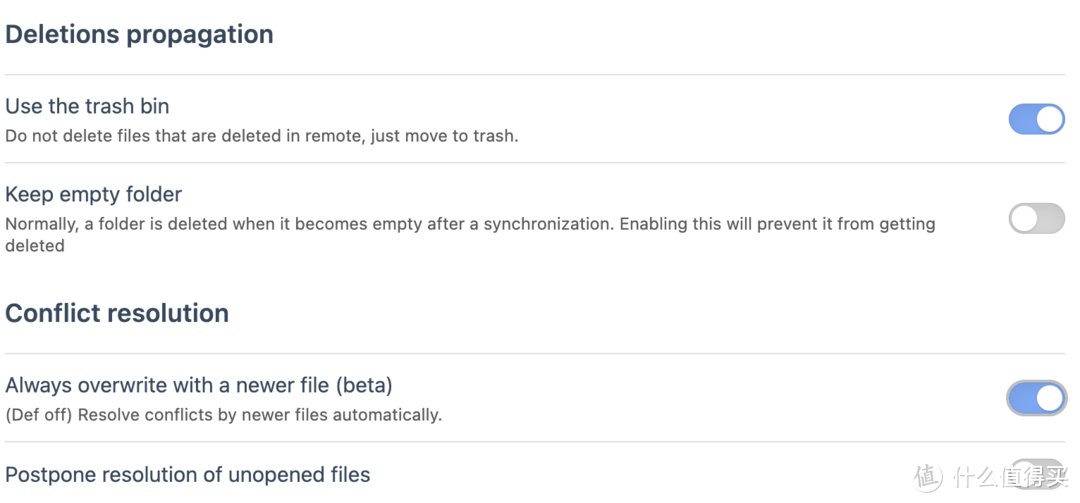 Deletions propagation
Use the trash bin
Do not delete files that are deleted in remote, just move to trash.
Keep empty folder
Normally, a folder is deleted when it becomes empty after a synchronization. Enabling this will prevent it from getting
deleted
Conflict resolution
Always overwrite with a newer file (beta)
(Def off) Resolve conflicts by newer files automatically.
Postpone resolution of unopened files
值 什么值得买